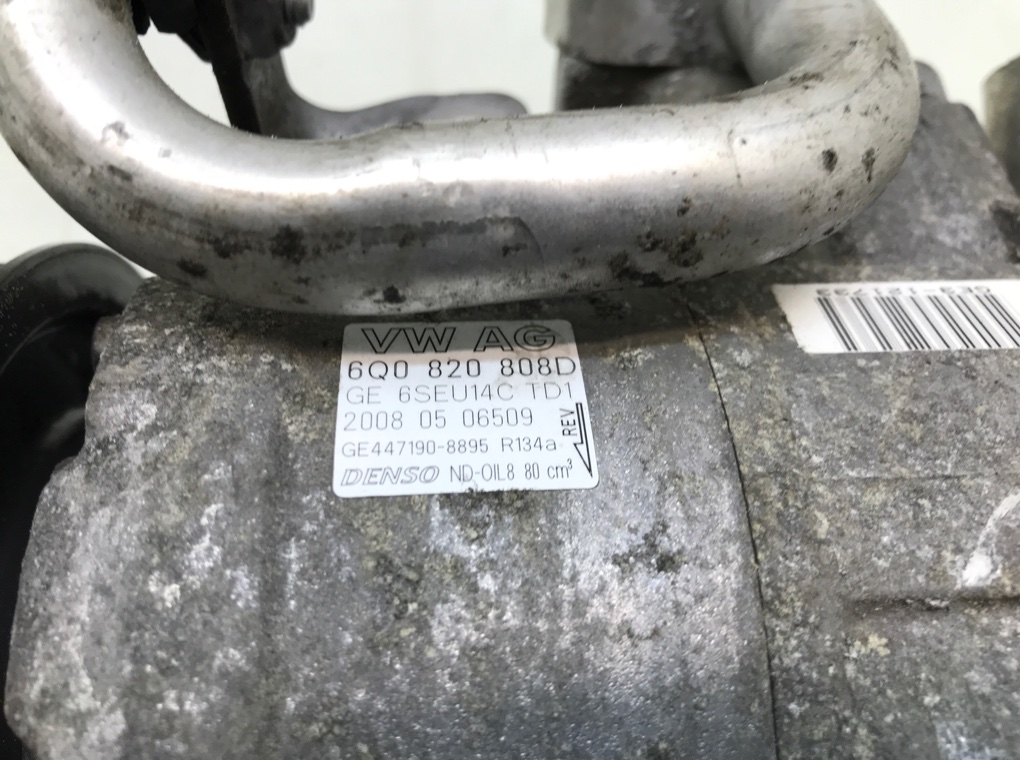 VW AG
6Q0 820 808D
GE 6SEU14C TD1
2008 05 06509
REV
GE447190-8895 R134a
DENSO ND-OIL8 80 cm³